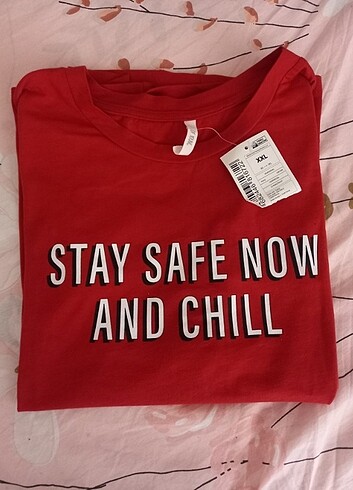 XXL
STAY SAFE NOW
AND CHILL